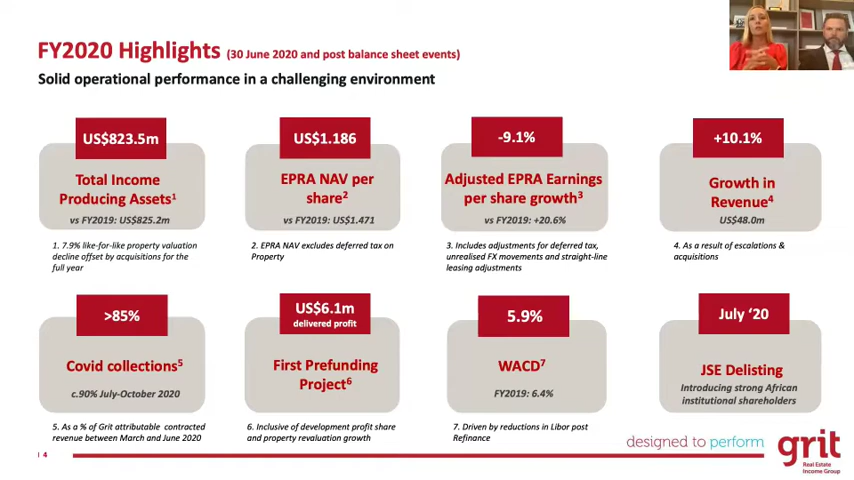 FY2020 Highlights (30 June 2020 and post balance sheet events)
Solid operational performance in a challenging environment
US$823.5m
Total Income
Producing Assets1
vs FY2019: US$825.2m
1. 7.9% like-for-like property valuation
decline offset by acquisitions for the
full year
US$1.186
EPRA NAV per
share2
vs FY2019: US$1.471
2. EPRA NAV excludes deferred tax on
Property
-9.1%
Adjusted EPRA Earnings
per share growth3
vs FY2019: +20.6%
3. Includes adjustments for deferred tax,
unrealised FX movements and straight-line
leasing adjustments
+10.1%
Growth in
Revenue4
US$48.0m
4. As a result of escalations &
acquisitions
>85%
Covid collections5
c.90% July-October 2020
5. As a % of Grit attributable contracted
revenue between March and June 2020
US$6.1m
delivered profit
First Prefunding
Project6
6. Inclusive of development profit share
and property revaluation growth
5.9%
WACD7
FY2019: 6.4%
7. Driven by reductions in Libor post
Refinance
July ‘20
JSE Delisting
Introducing strong African
institutional shareholders
| 4
designed to perform
grit
Real Estate
Income Group